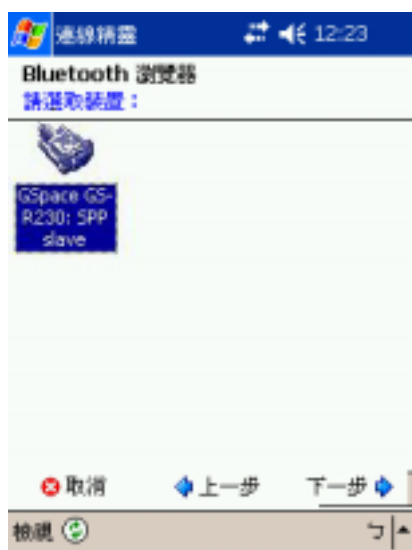 連線精靈 12:23
Bluetooth 瀏覽器
請選取裝置：
GSpace GS-
R230: SPP
slave
取消 上一步 下一步
檢視 ㄅ